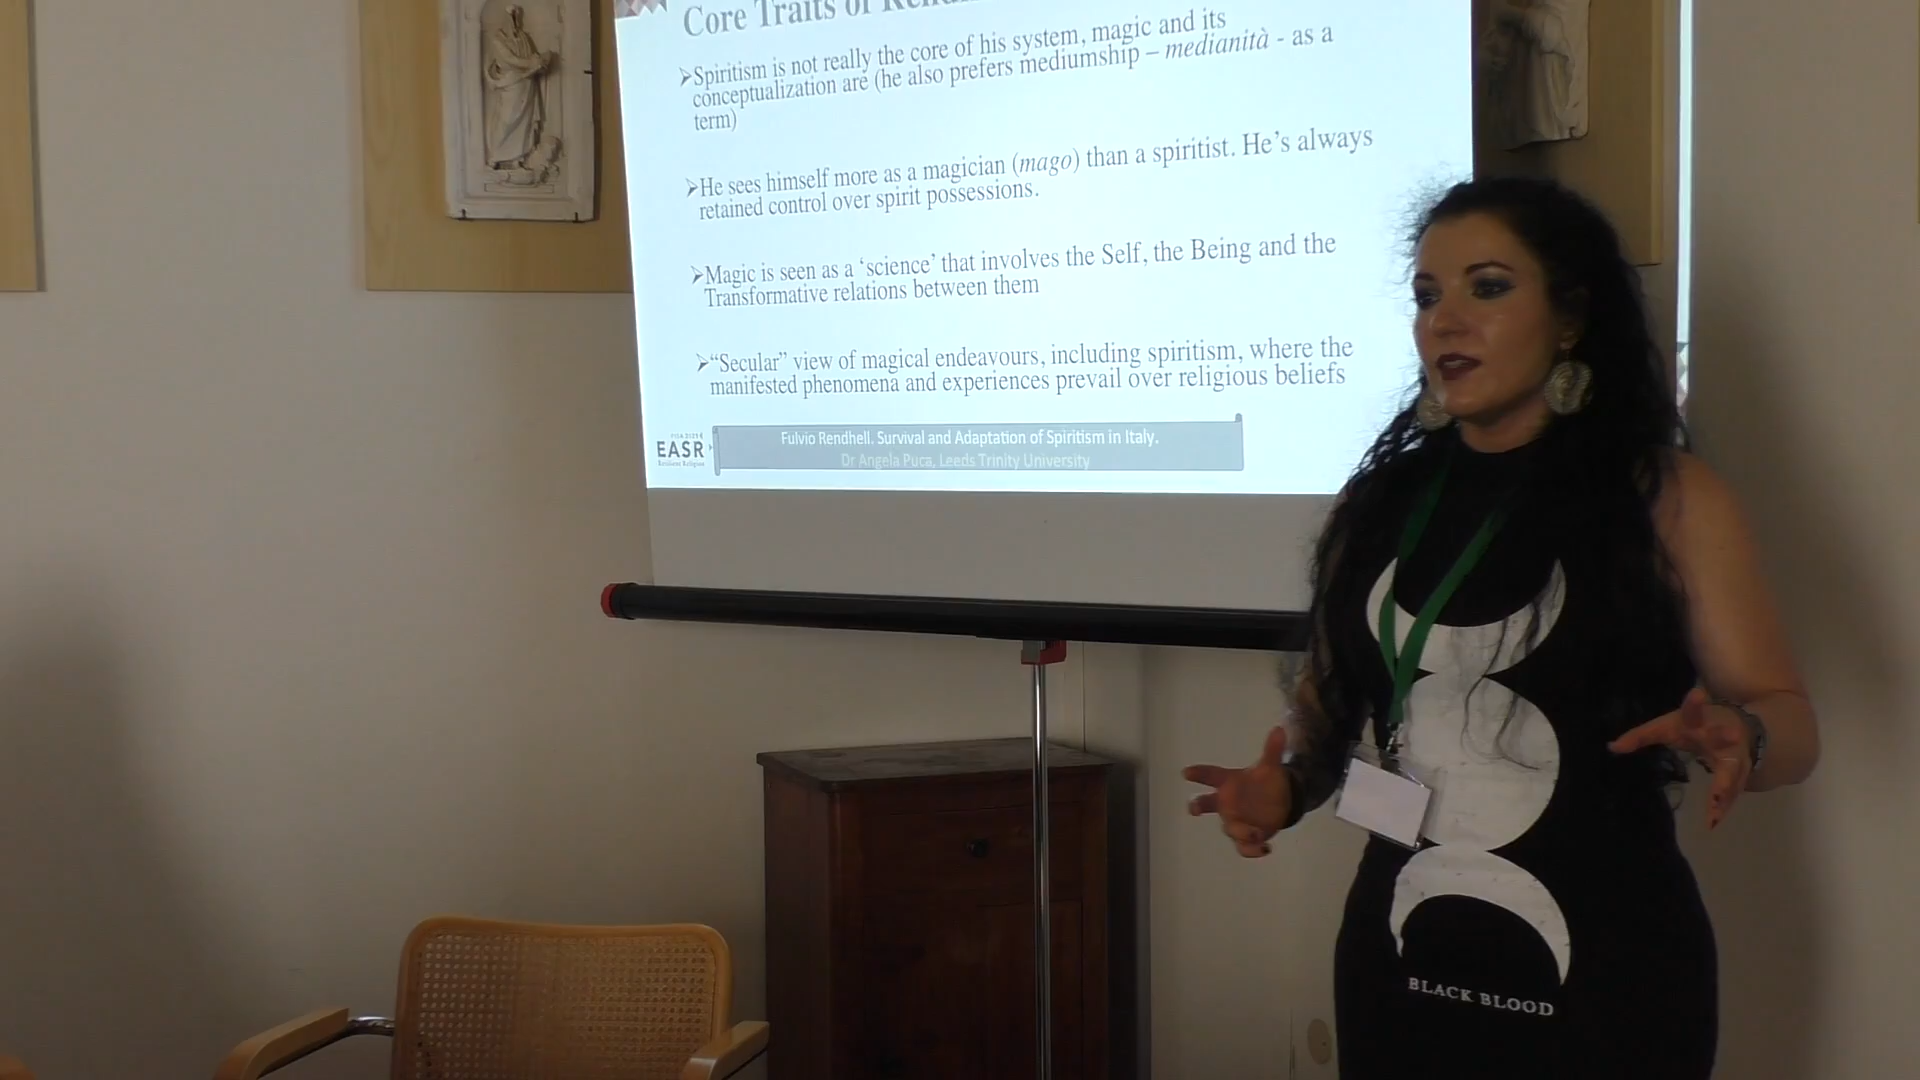 Core Traits of
➢Spiritism is not really the core of his system, magic and its
conceptualization are (he also prefers mediumship – medianità - as a
term)
➢He sees himself more as a magician (mago) than a spiritist. He’s always
retained control over spirit possessions.
➢Magic is seen as a ‘science’ that involves the Self, the Being and the
Transformative relations between them
➢“Secular” view of magical endeavours, including spiritism, where the
manifested phenomena and experiences prevail over religious beliefs
EASR
Fulvio Rendhell. Survival and Adaptation of Spiritism in Italy.
Dr Angela Puca, Leeds Trinity University
BLACK BLOOD